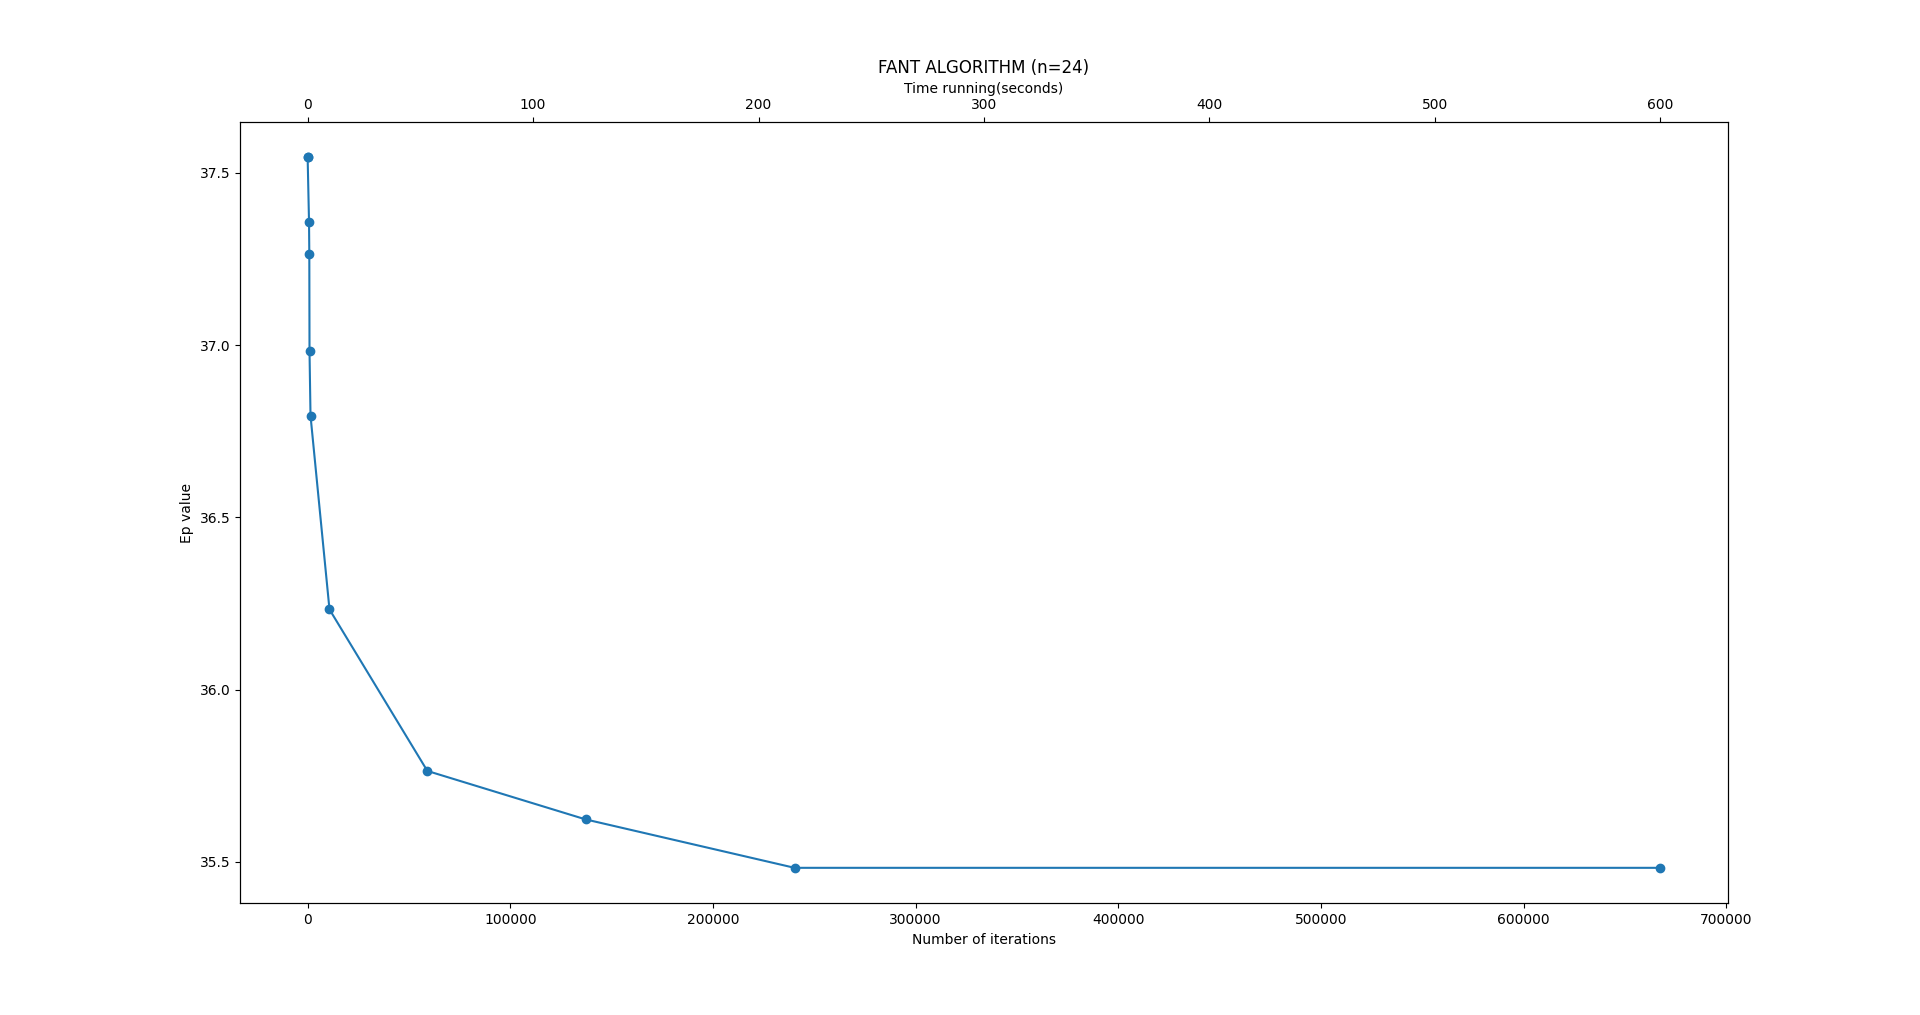 FANT ALGORITHM (n=24)
Time running(seconds)
0 100 200 300 400 500 600
37.5
37.0
36.5
36.0
35.5
Ep value
0 100000 200000 300000 400000 500000 600000 700000
Number of iterations